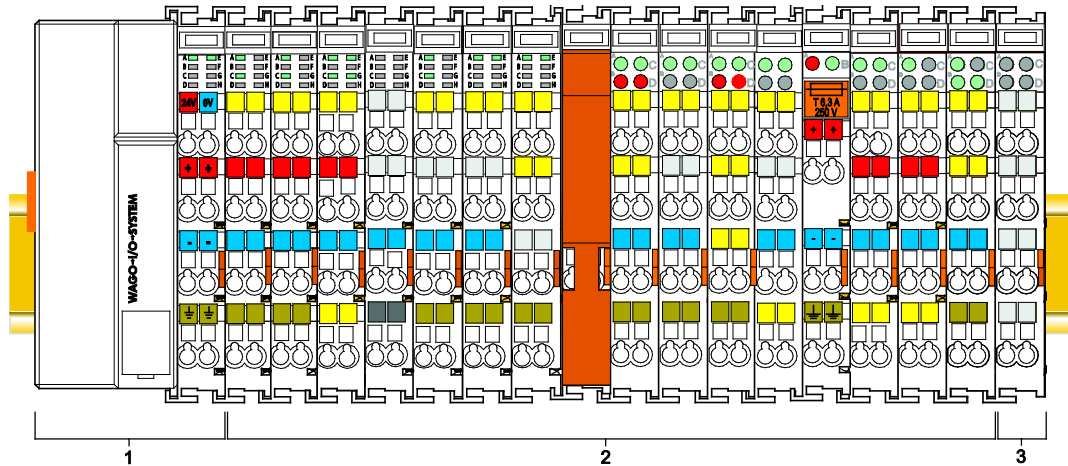 A E
B F
C G
D H
A E
B F
C G
D H
A E
B F
C G
D H
A E
B F
C G
D H
A E
B F
C G
D H
A E
B F
C G
D H
A E
B F
C G
D H
A E
B F
C G
D H
C
D
C
D
C
D
B
C
D
C
D
C
D
C
D
24V 0V
T 6,3 A
250 V
+ +
+ +
- -
- -
WAGO-I/O-SYSTEM
1
2
3